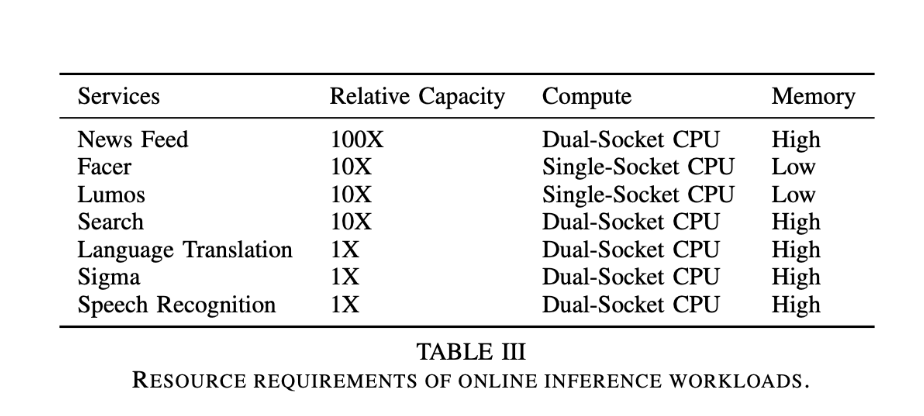 Services Relative Capacity Compute Memory
News Feed 100X Dual-Socket CPU High
Facer 10X Single-Socket CPU Low
Lumos 10X Single-Socket CPU Low
Search 10X Dual-Socket CPU High
Language Translation 1X Dual-Socket CPU High
Sigma 1X Dual-Socket CPU High
Speech Recognition 1X Dual-Socket CPU High
TABLE III
RESOURCE REQUIREMENTS OF ONLINE INFERENCE WORKLOADS.